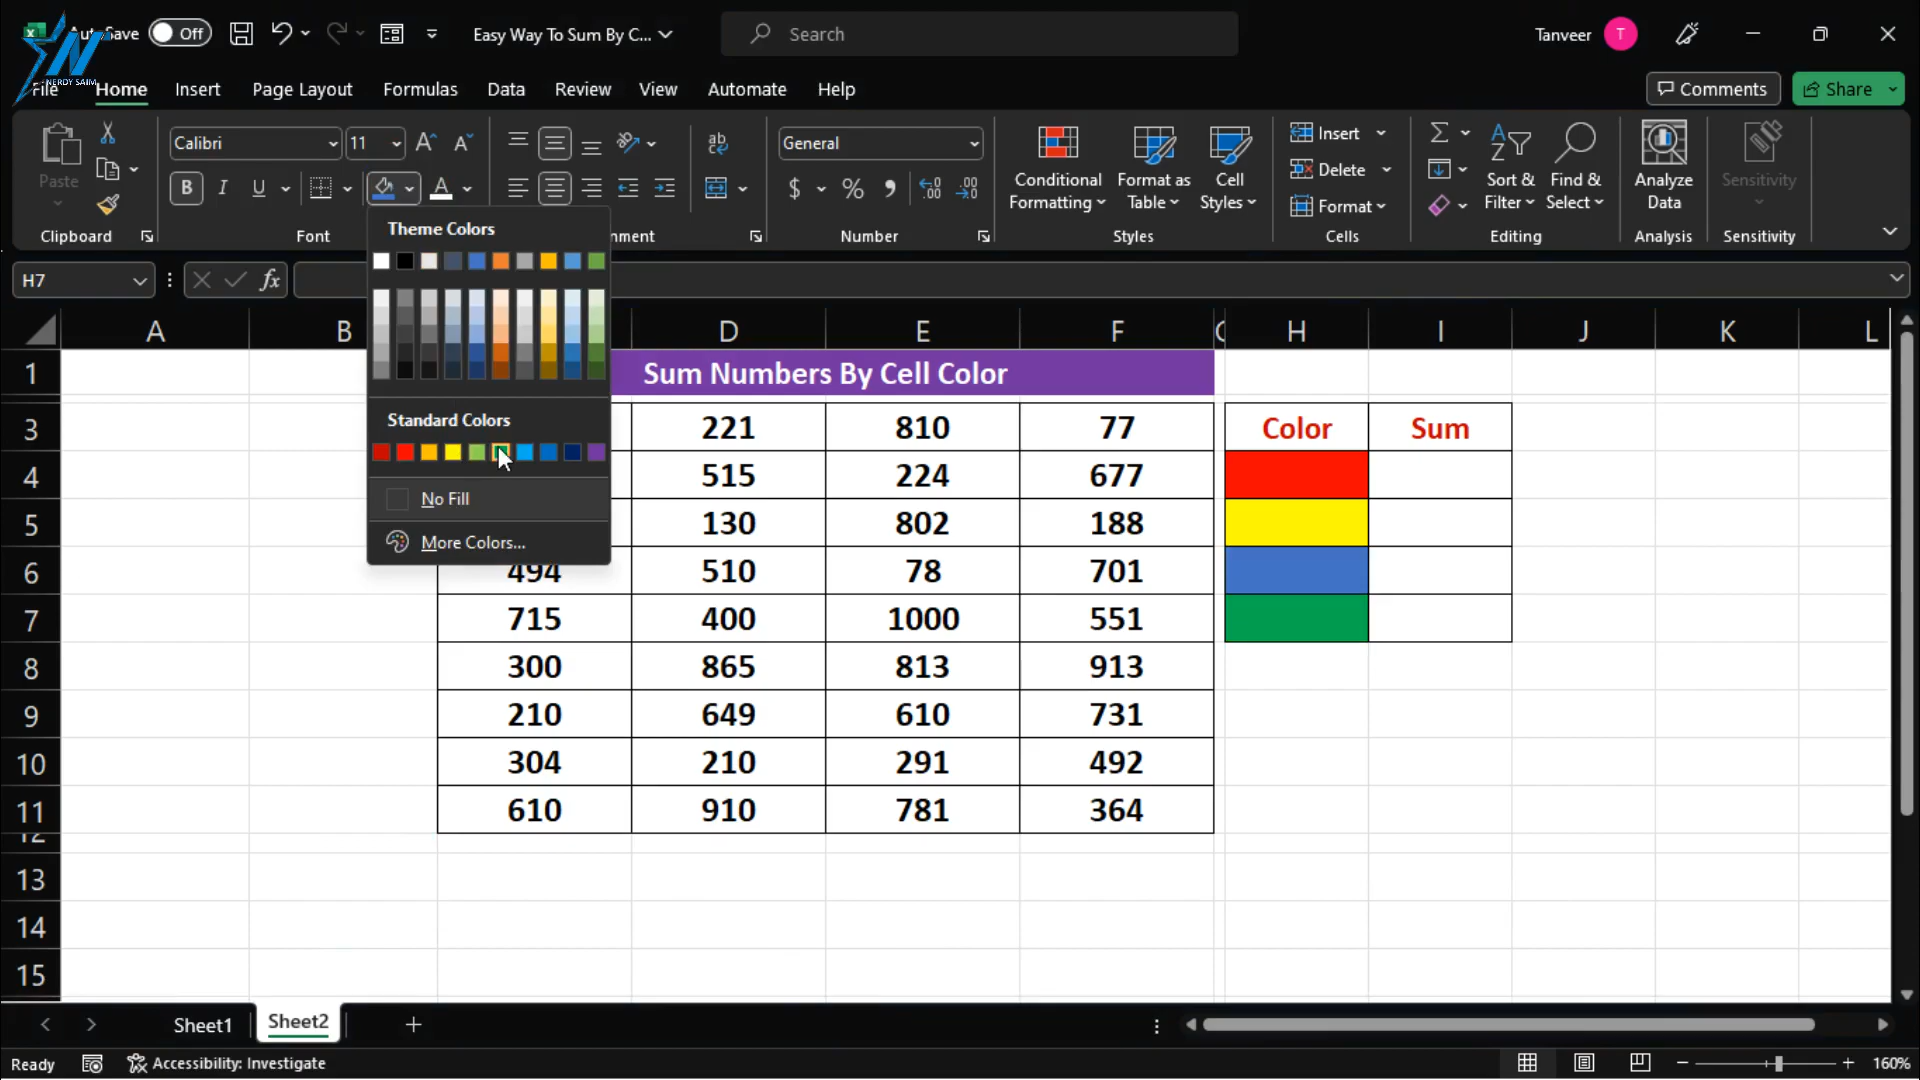 AutoSave Off Easy Way To Sum By C... Search Tanveer T
NERDY SAIM
File Home Insert Page Layout Formulas Data Review View Automate Help Comments Share
Paste
Calibri 11
B I U A
ab
General
$ %
Conditional Formatting
Format as Table
Cell Styles
Insert
Delete
Format
Sort & Filter
Find & Select
Analyze Data
Sensitivity
Clipboard Font nment Number Styles Cells Editing Analysis Sensitivity
H7 fx
Theme Colors
Standard Colors
No Fill
More Colors...
A B D E F H I J K L
1 Sum Numbers By Cell Color
3 221 810 77 Color Sum
4 515 224 677
5 130 802 188
6 494 510 78 701
7 715 400 1000 551
8 300 865 813 913
9 210 649 610 731
10 304 210 291 492
11 610 910 781 364
12
13
14
15
Sheet1 Sheet2
Ready Accessibility: Investigate 160%